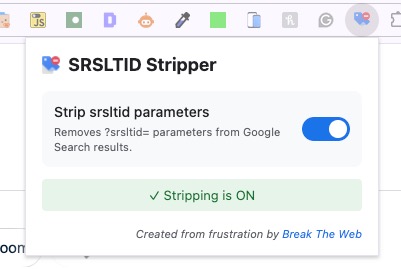 JS
D
SRSLTID Stripper
Strip srsltid parameters
Removes ?srsltid= parameters from Google
Search results.
✓ Stripping is ON
Created from frustration by Break The Web
oom